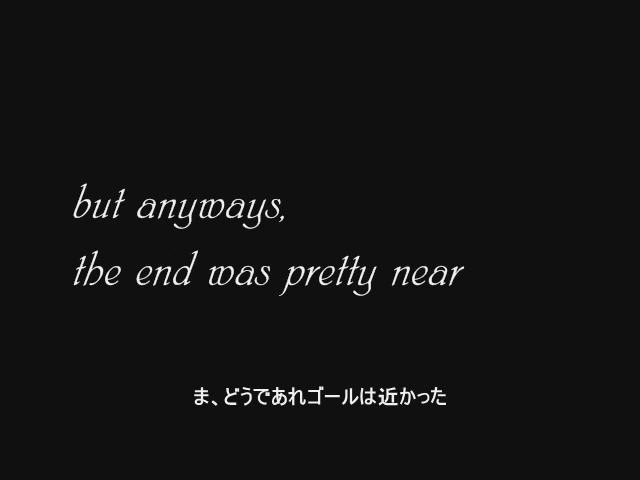 but anyways,
the end was pretty near
ま、どうであれゴールは近かった